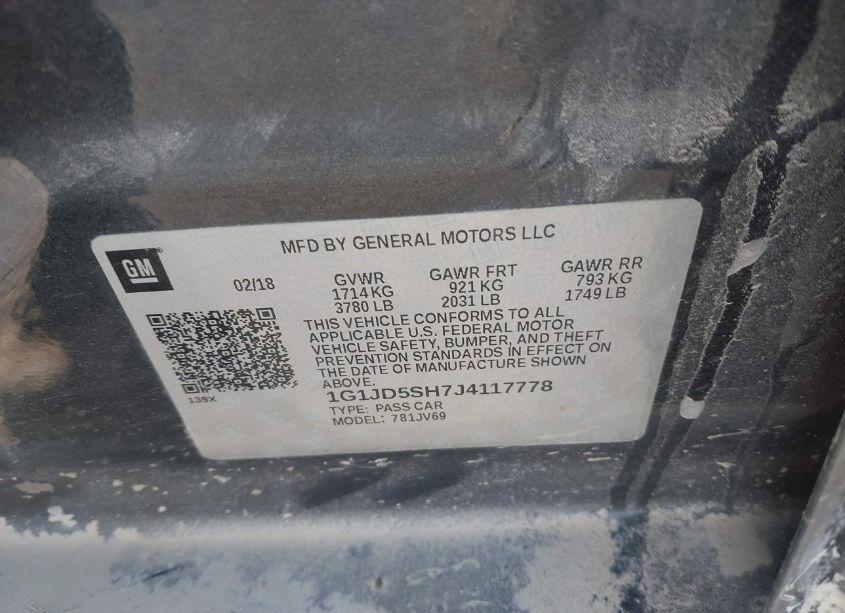 MFD BY GENERAL MOTORS LLC
GM
02/18
GVWR
1714 KG
3780 LB
GAWR FRT
921 KG
2031 LB
GAWR RR
793 KG
1749 LB
THIS VEHICLE CONFORMS TO ALL
APPLICABLE U.S. FEDERAL MOTOR
VEHICLE SAFETY, BUMPER, AND THEFT
PREVENTION STANDARDS IN EFFECT ON
THE DATE OF MANUFACTURE SHOWN
ABOVE.
139X
1G1JD5SH7J4117778
TYPE: PASS CAR
MODEL: 781JV69